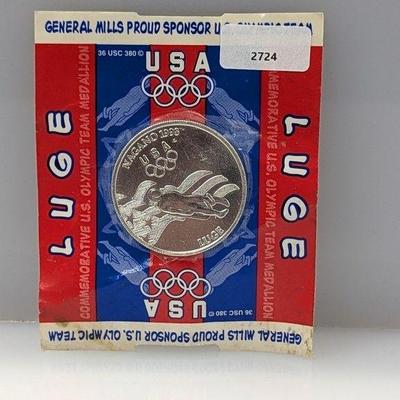 GENERAL MILLS PROUD SPONSOR U.S. OLYMPIC TEAM
2724
36 USC 380 ©
USA
LUGE
COMMEMORATIVE U.S. OLYMPIC TEAM MEDALLION
NAGANO 1998
USA
LUGE
COMMEMORATIVE U.S. OLYMPIC TEAM MEDALLION
LUGE
USA
36 USC 380 ©
GENERAL MILLS PROUD SPONSOR U.S. OLYMPIC TEAM